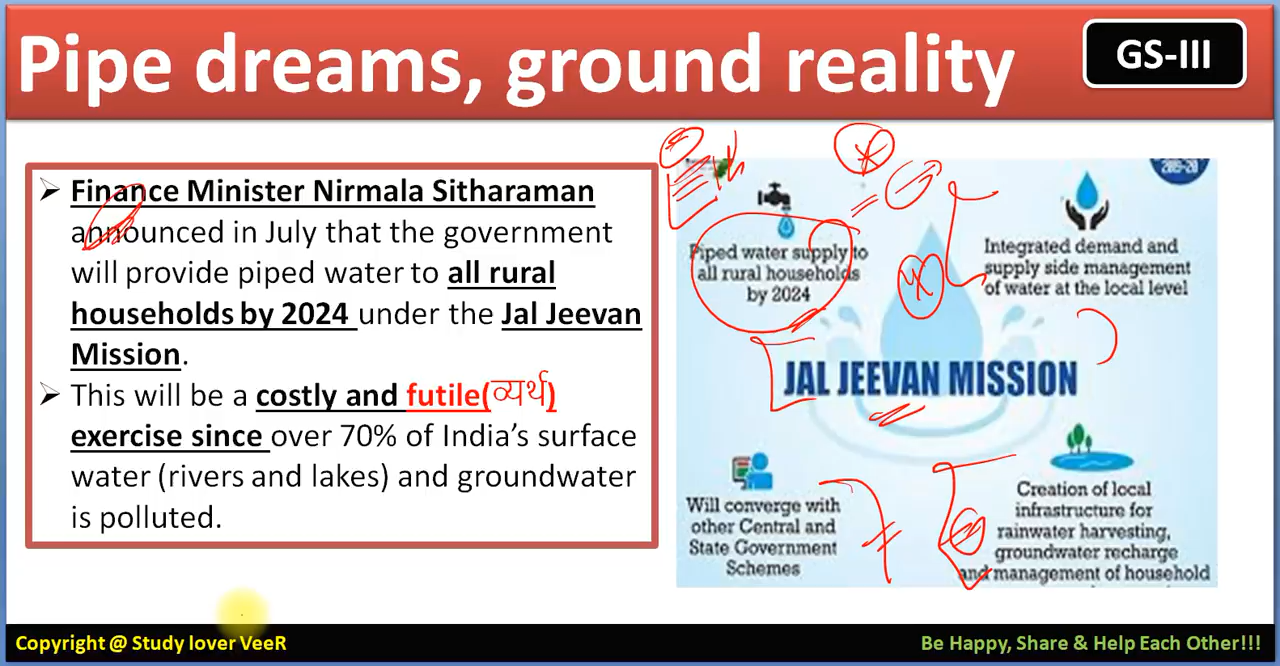 Pipe dreams, ground reality
GS-III
Finance Minister Nirmala Sitharaman
announced in July that the government
will provide piped water to all rural
households by 2024 under the Jal Jeevan
Mission.
This will be a costly and futile(व्यर्थ)
exercise since over 70% of India's surface
water (rivers and lakes) and groundwater
is polluted.
2019-20
Piped water supply to
all rural households
by 2024
Integrated demand and
supply side management
of water at the local level
JAL JEEVAN MISSION
Will converge with
other Central and
State Government
Schemes
Creation of local
infrastructure for
rainwater harvesting,
groundwater recharge
and management of household
Copyright @ Study lover VeeR
Be Happy, Share & Help Each Other!!!